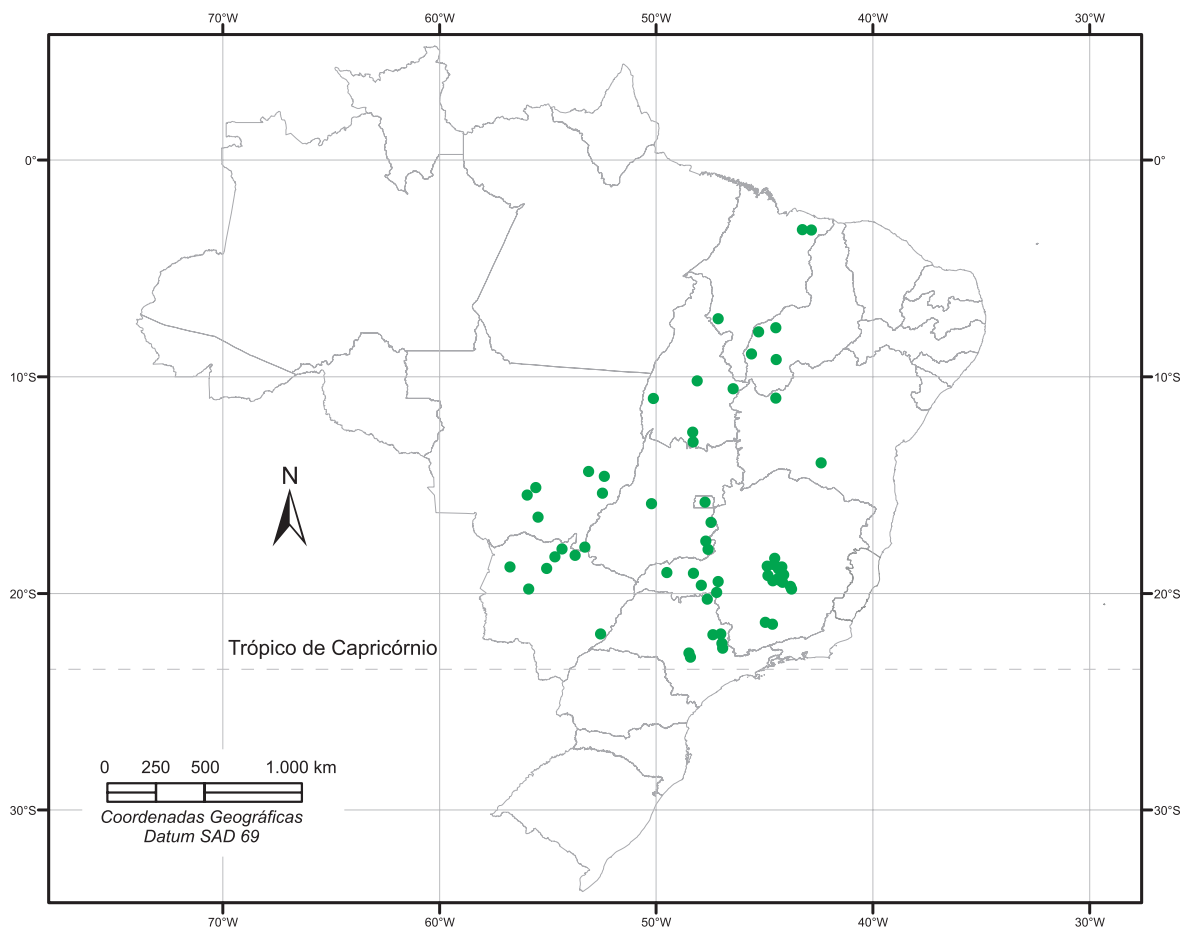 70°W 60°W 50°W 40°W 30°W
0° 0°
10°S 10°S
N
20°S 20°S
Trópico de Capricórnio
0 250 500 1.000 km
30°S 30°S
Coordenadas Geográficas
Datum SAD 69
70°W 60°W 50°W 40°W 30°W